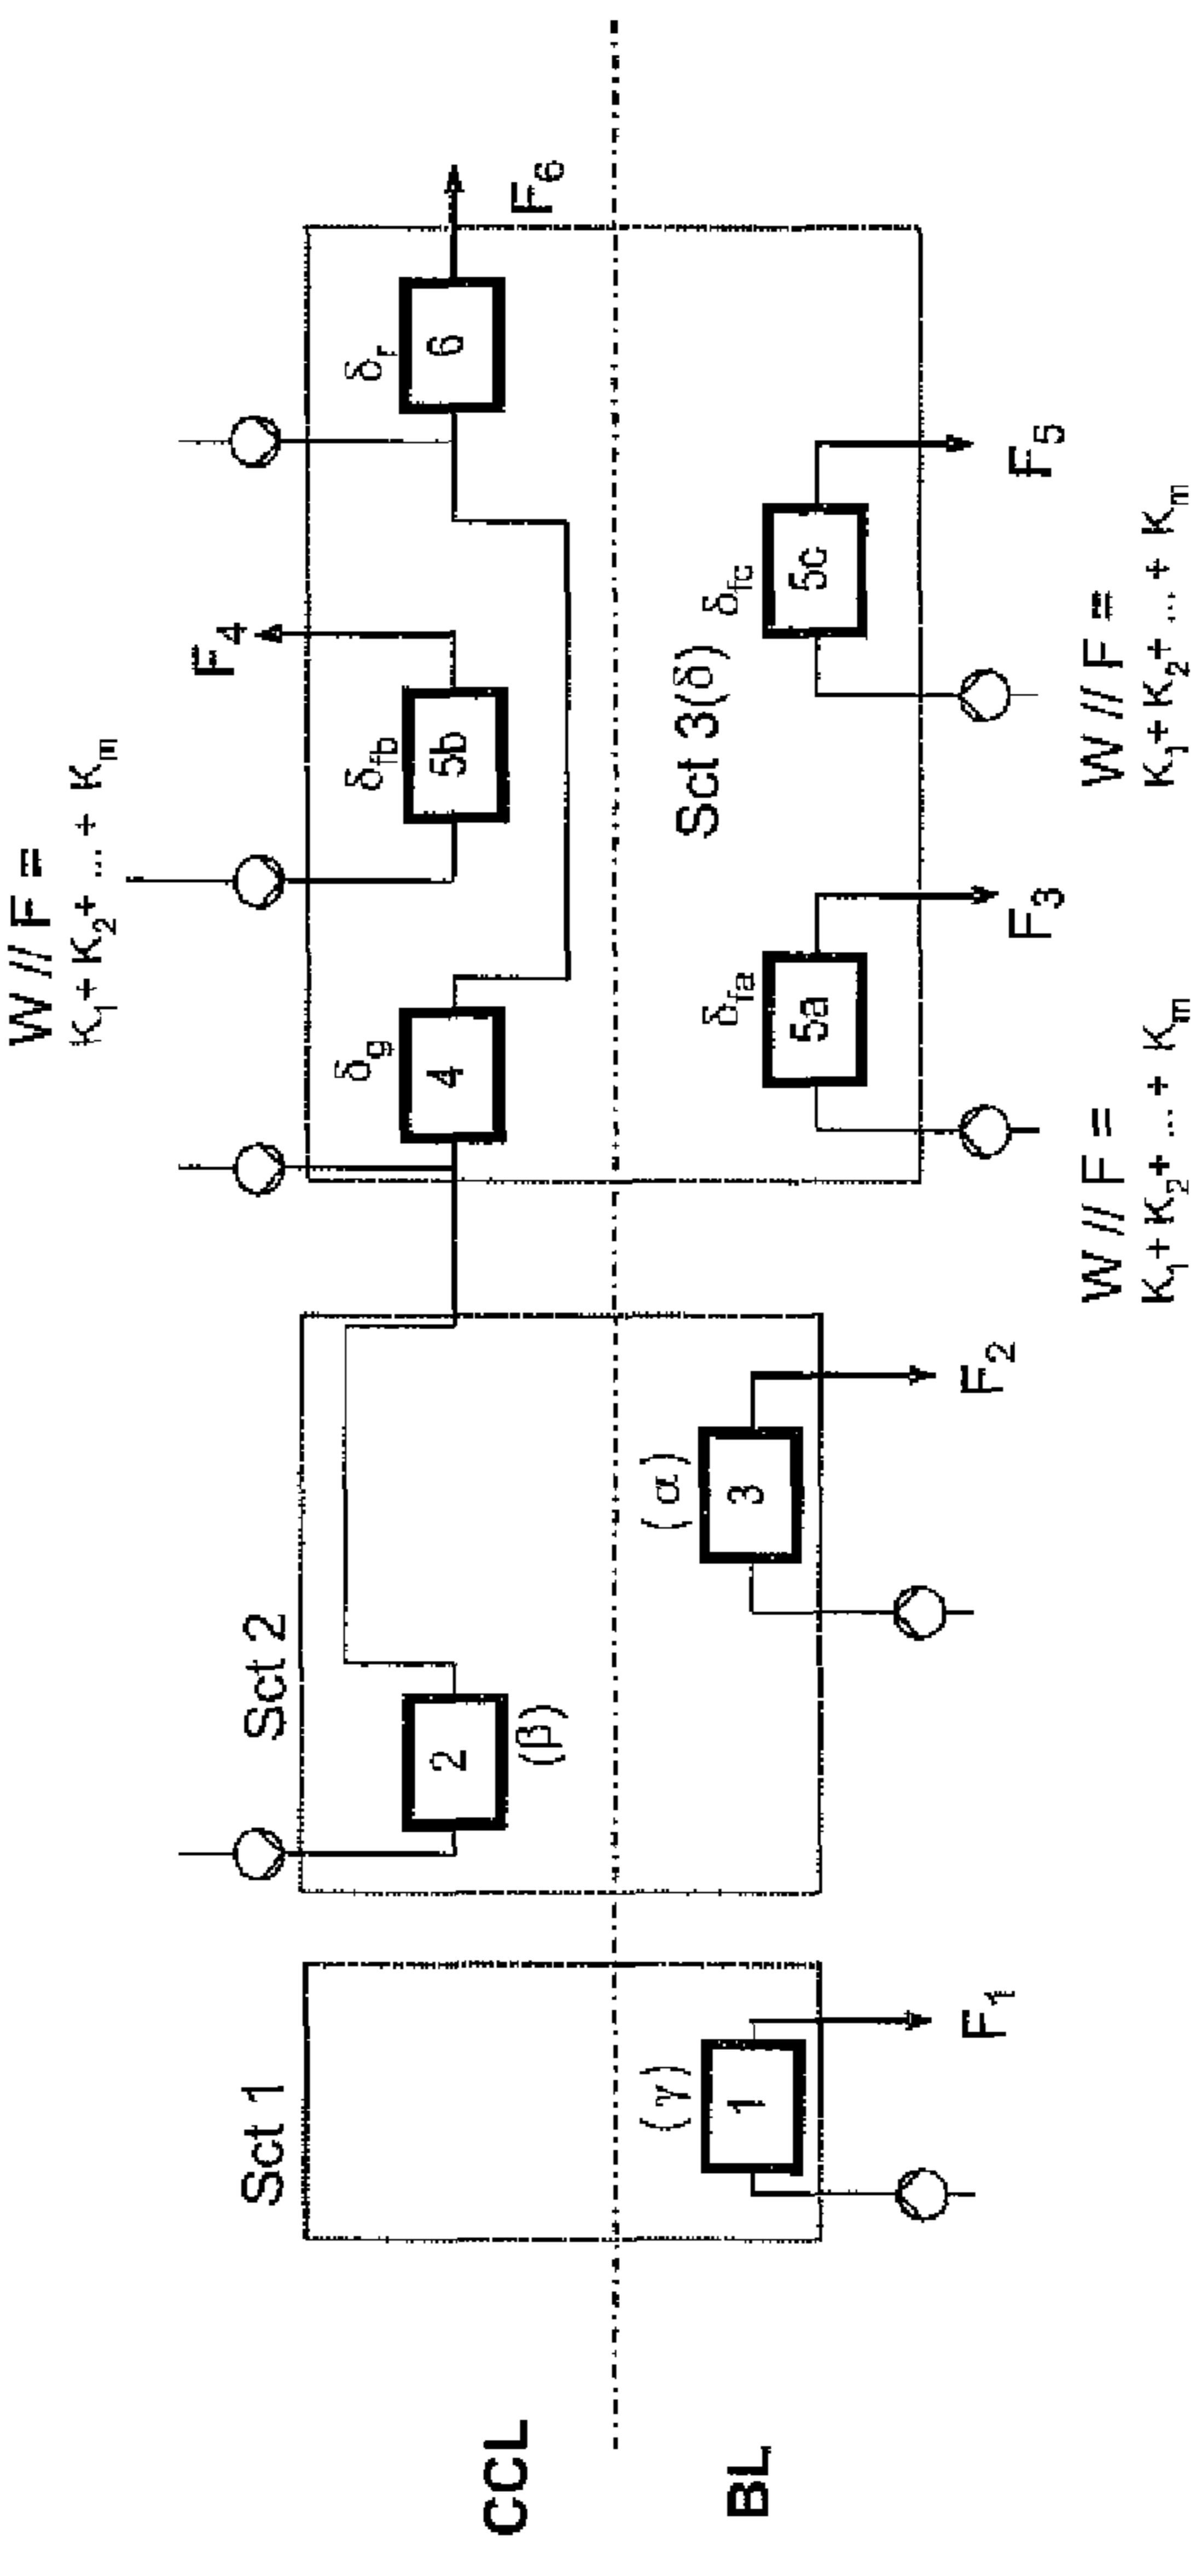 CCL
BL
Sct 1
(γ)
1
F₁
Sct 2
2
(β)
(α)
3
F₂
W // F =
K₁+ K₂+ ... + Kₘ
δg
4
δfb
5b
F₄
δr
6
F₆
Sct 3(δ)
δfa
5a
F₃
W // F =
K₁+ K₂+ ... + Kₘ
δfc
5c
F₅
W // F =
K₁+ K₂+ ... + Kₘ